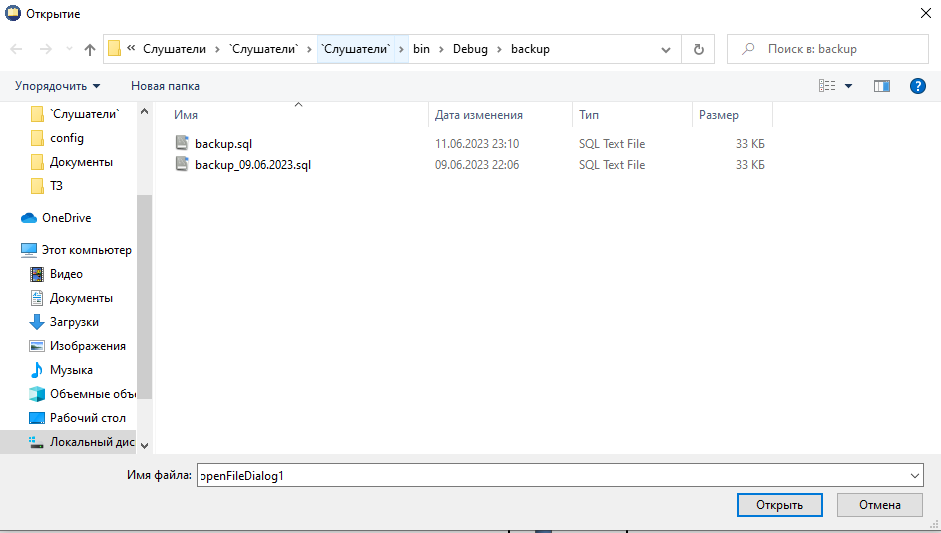 Открытие
« Слушатели > `Слушатели` > `Слушатели` > bin > Debug > backup
Поиск в: backup
Упорядочить
Новая папка
?
`Слушатели`
config
Документы
ТЗ
OneDrive
Этот компьютер
Видео
Документы
Загрузки
Изображения
Музыка
Объемные объ
Рабочий стол
Локальный дис
Имя Дата изменения Тип Размер
backup.sql 11.06.2023 23:10 SQL Text File 33 КБ
backup_09.06.2023.sql 09.06.2023 22:06 SQL Text File 33 КБ
Имя файла: openFileDialog1
Открыть Отмена